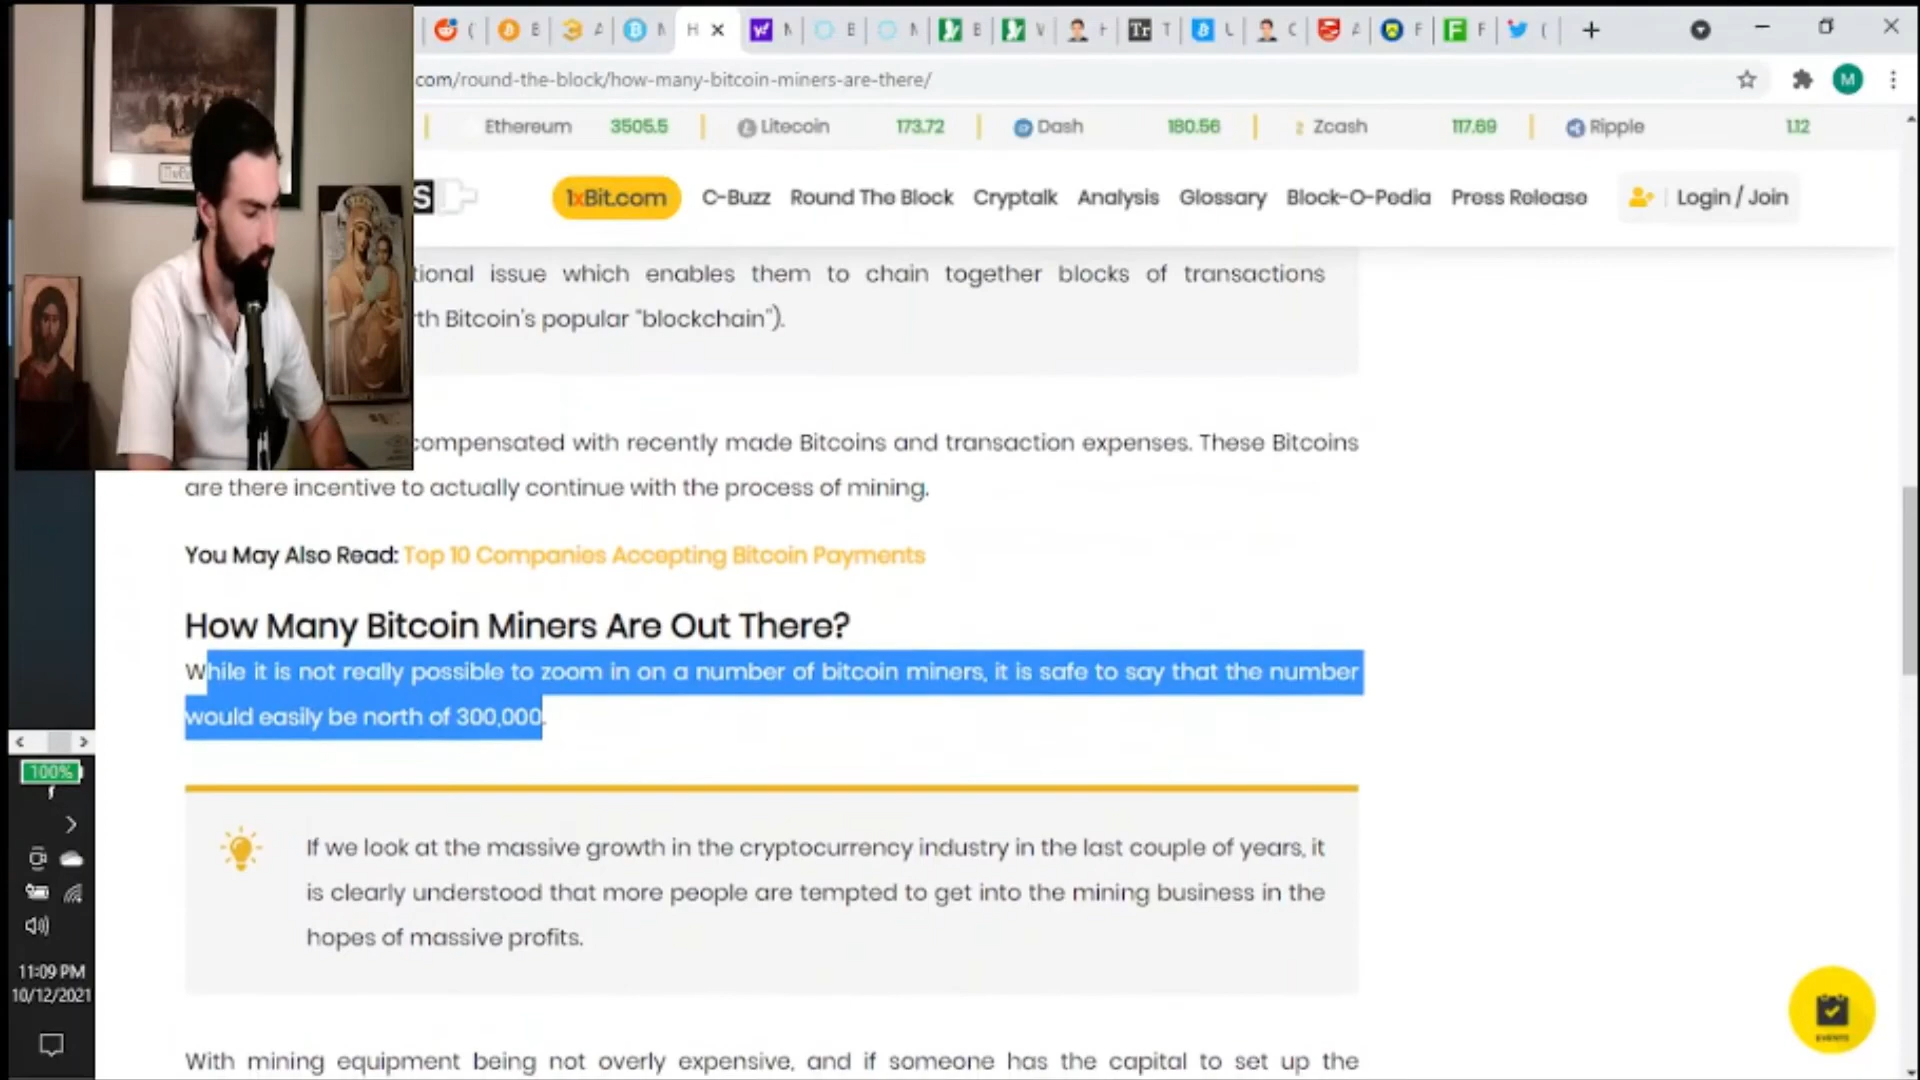 com/round-the-block/how-many-bitcoin-miners-are-there/
M
Ethereum 3505.5 Litecoin 173.72 Dash 180.56 Zcash 117.69 Ripple 1.12
S 1xBit.com C-Buzz Round The Block Cryptalk Analysis Glossary Block-O-Pedia Press Release Login / Join
tional issue which enables them to chain together blocks of transactions
th Bitcoin's popular “blockchain”).
compensated with recently made Bitcoins and transaction expenses. These Bitcoins
are there incentive to actually continue with the process of mining.
You May Also Read: Top 10 Companies Accepting Bitcoin Payments
How Many Bitcoin Miners Are Out There?
While it is not really possible to zoom in on a number of bitcoin miners, it is safe to say that the number
would easily be north of 300,000.
100%
If we look at the massive growth in the cryptocurrency industry in the last couple of years, it
is clearly understood that more people are tempted to get into the mining business in the
hopes of massive profits.
11:09 PM
10/12/2021
EVENTS
With mining equipment being not overly expensive, and if someone has the capital to set up the